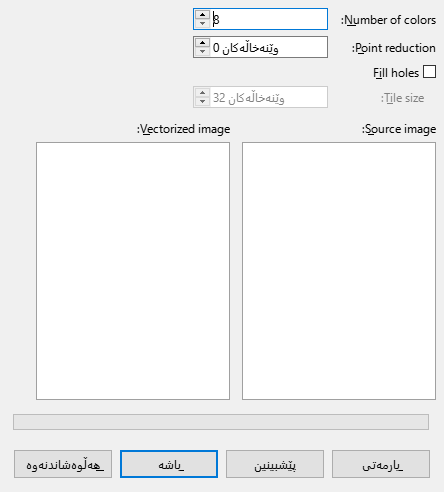 Number of colors:
8
Point reduction:
0 وێنەخاڵەکان
Fill holes
Tile size:
32 وێنەخاڵەکان
Source image:
Vectorized image:
یارمەتی
پێشبینین
باشە
هەڵوەشاندنەوە